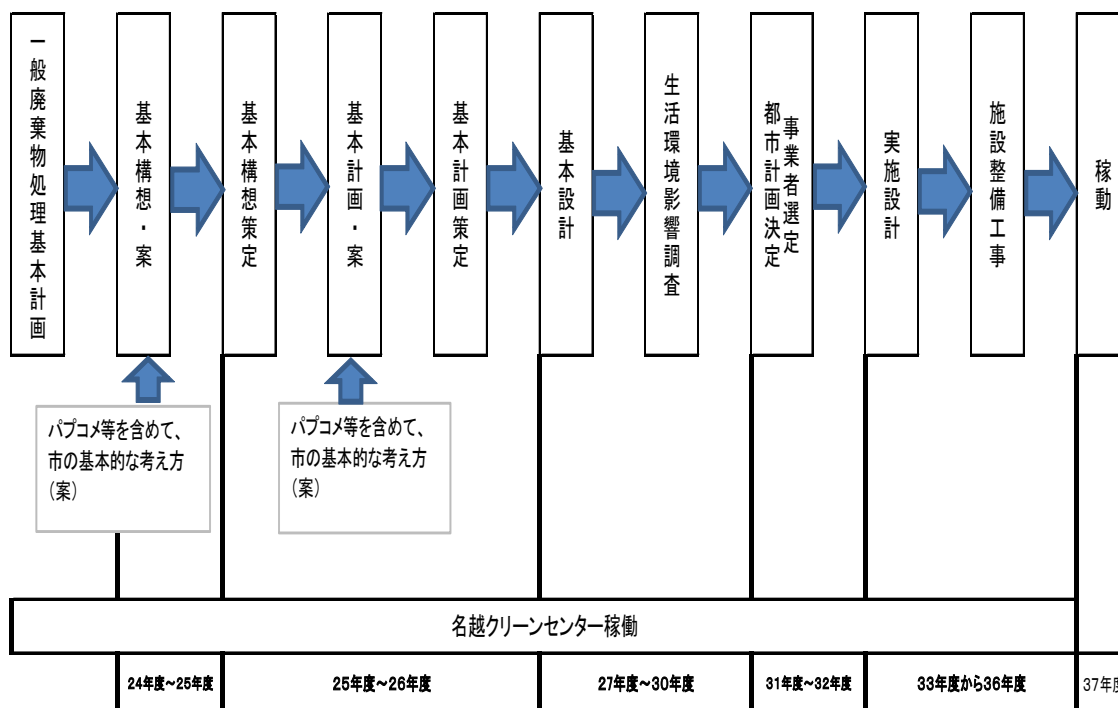 一般廃棄物処理基本計画
基本構想・案
基本構想策定
基本計画・案
基本計画策定
基本設計
生活環境影響調査
事業者選定
都市計画決定
実施設計
施設整備工事
稼動
パブコメ等を含めて、
市の基本的な考え方
(案)
パブコメ等を含めて、
市の基本的な考え方
(案)
名越クリーンセンター稼働
24年度~25年度
25年度~26年度
27年度~30年度
31年度~32年度
33年度から36年度
37年度